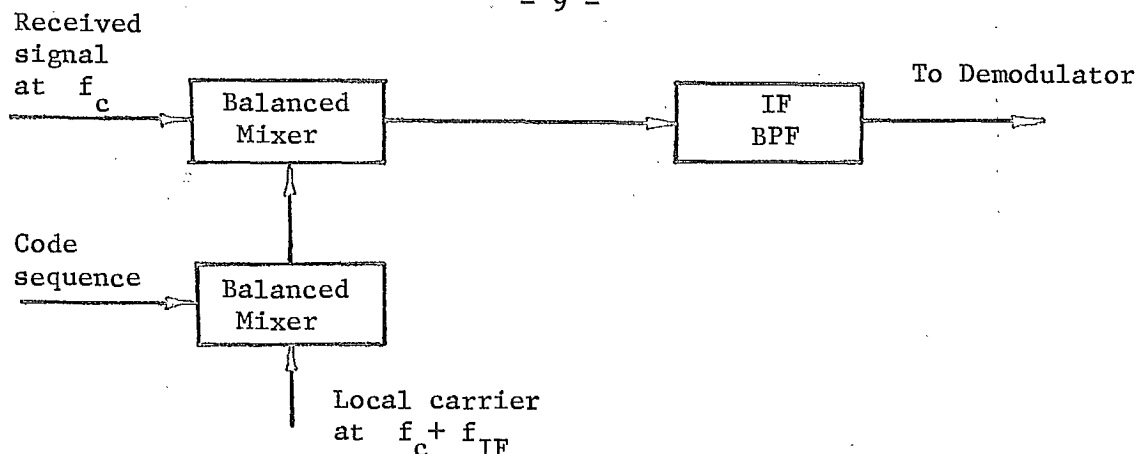 - 9 -
Received
signal
at f_c
To Demodulator
Balanced
Mixer
IF
BPF
Code
sequence
Balanced
Mixer
Local carrier
at f_c + f_IF